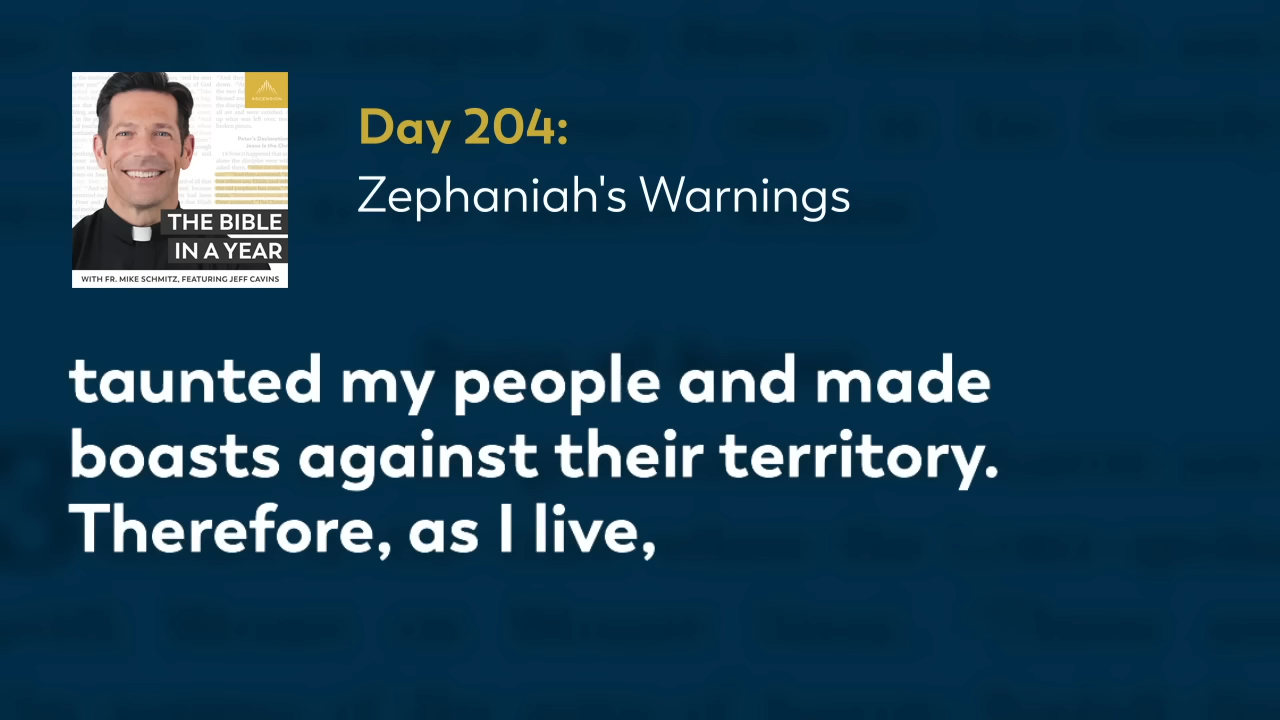 ASCENSION
THE BIBLE
IN A YEAR
WITH FR. MIKE SCHMITZ, FEATURING JEFF CAVINS
Day 204:
Zephaniah's Warnings
taunted my people and made
boasts against their territory.
Therefore, as I live,